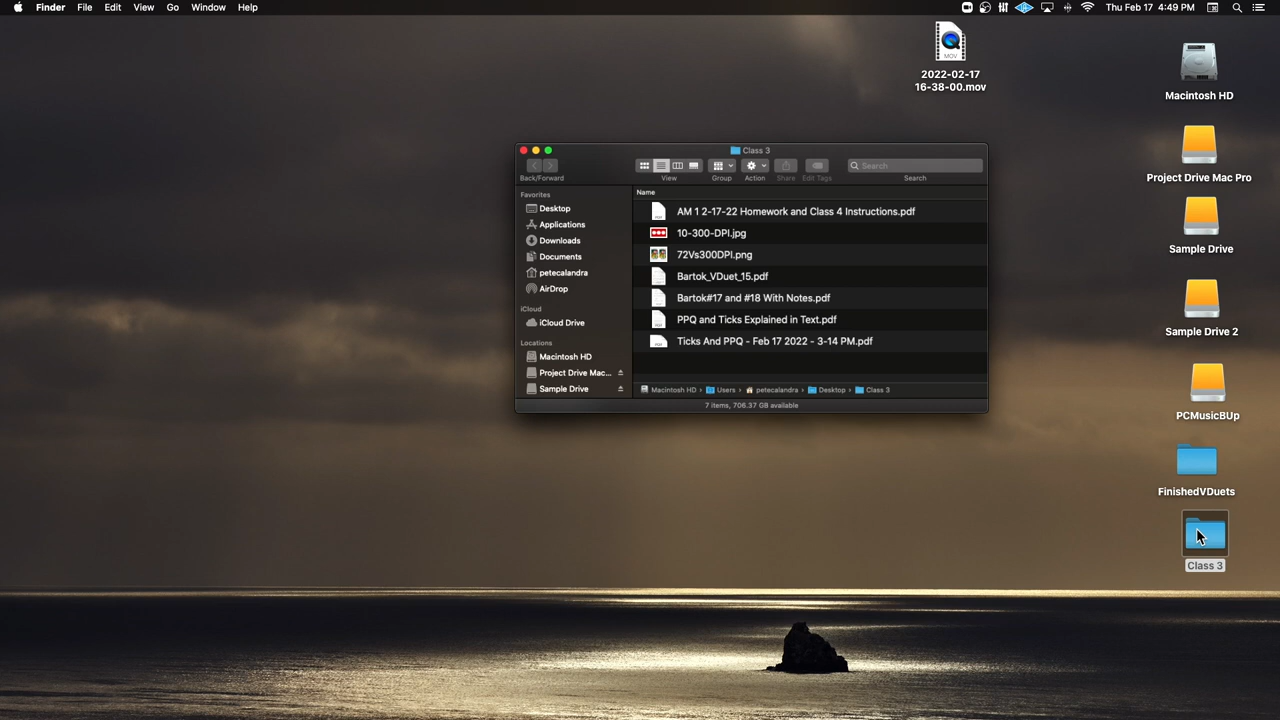 Finder File Edit View Go Window Help
Thu Feb 17 4:49 PM
MOV
2022-02-17
16-38-00.mov
Macintosh HD
Project Drive Mac Pro
Sample Drive
Sample Drive 2
PCMusicBUp
FinishedVDuets
Class 3
Class 3
Back/Forward View Group Action Share Edit Tags Search
Search
Favorites
Desktop
Applications
Downloads
Documents
petecalandra
AirDrop
iCloud
iCloud Drive
Locations
Macintosh HD
Project Drive Mac...
Sample Drive
Name
AM 1 2-17-22 Homework and Class 4 Instructions.pdf
10-300-DPI.jpg
72Vs300DPI.png
Bartok_VDuet_15.pdf
Bartok#17 and #18 With Notes.pdf
PPQ and Ticks Explained in Text.pdf
Ticks And PPQ - Feb 17 2022 - 3-14 PM.pdf
Macintosh HD › Users › petecalandra › Desktop › Class 3
7 items, 706.37 GB available